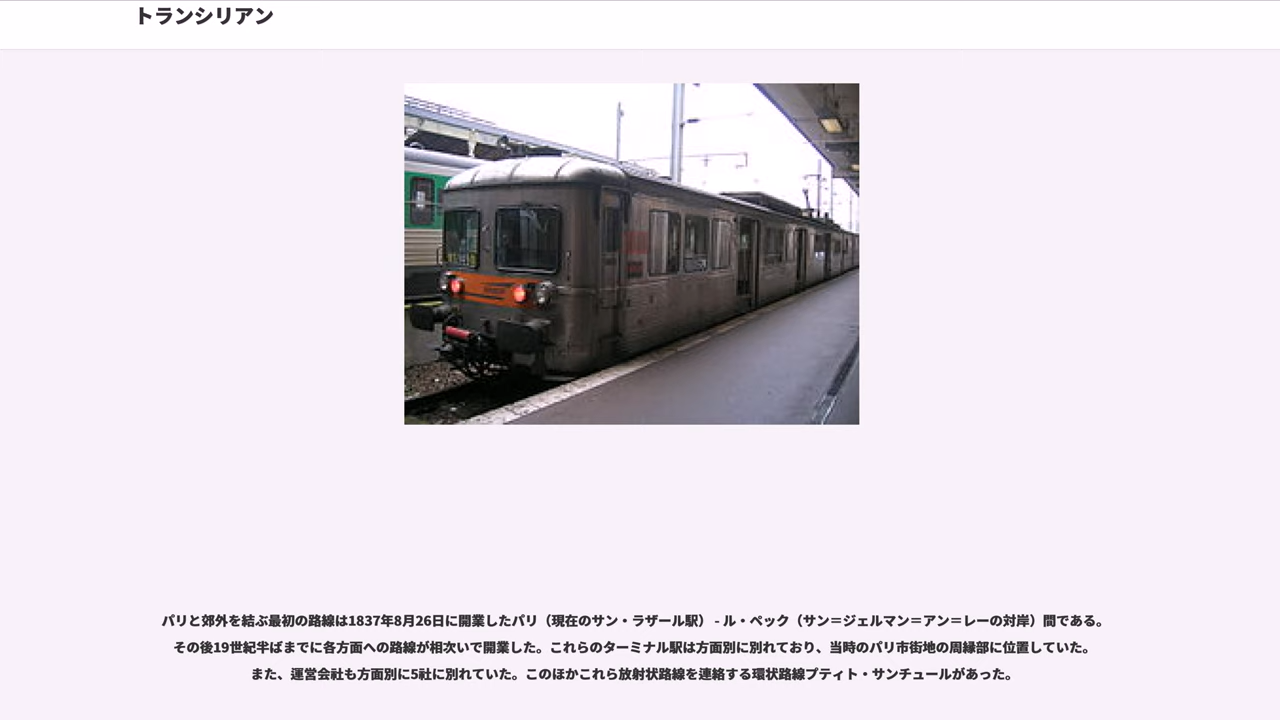 トランシリアン
パリと郊外を結ぶ最初の路線は1837年8月26日に開業したパリ（現在のサン・ラザール駅） - ル・ペック（サン＝ジェルマン＝アン＝レーの対岸）間である。
その後19世紀半ばまでに各方面への路線が相次いで開業した。これらのターミナル駅は方面別に別れており、当時のパリ市街地の周縁部に位置していた。
また、運営会社も方面別に5社に別れていた。このほかこれら放射状路線を連絡する環状路線プティト・サンチュールがあった。